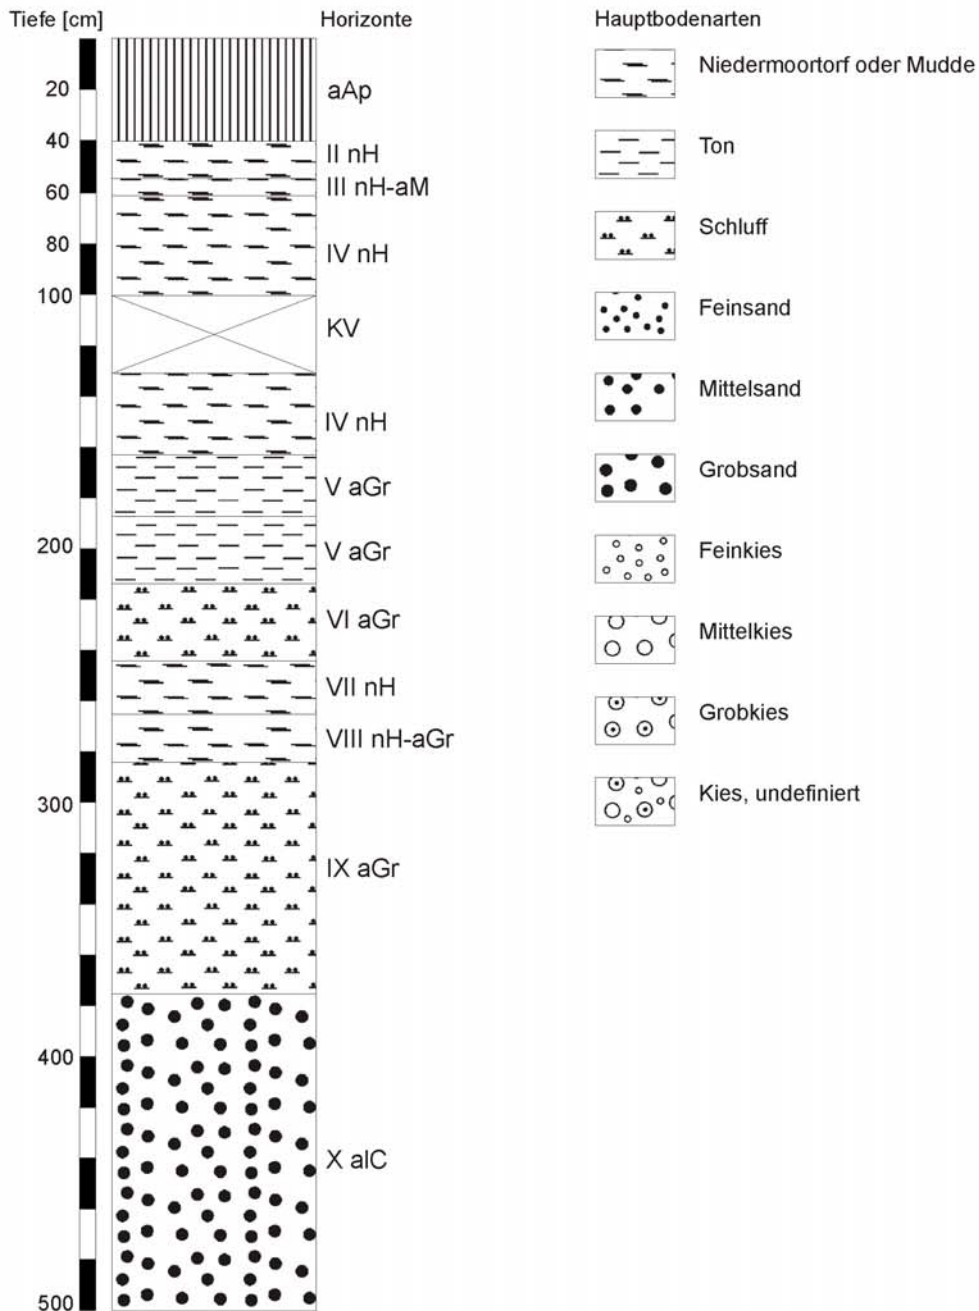 Tiefe [cm]
Horizonte
Hauptbodenarten
20
40
60
80
100
200
300
400
500
aAp
II nH
III nH-aM
IV nH
KV
IV nH
V aGr
V aGr
VI aGr
VII nH
VIII nH-aGr
IX aGr
X alC
Niedermoortorf oder Mudde
Ton
Schluff
Feinsand
Mittelsand
Grobsand
Feinkies
Mittelkies
Grobkies
Kies, undefiniert